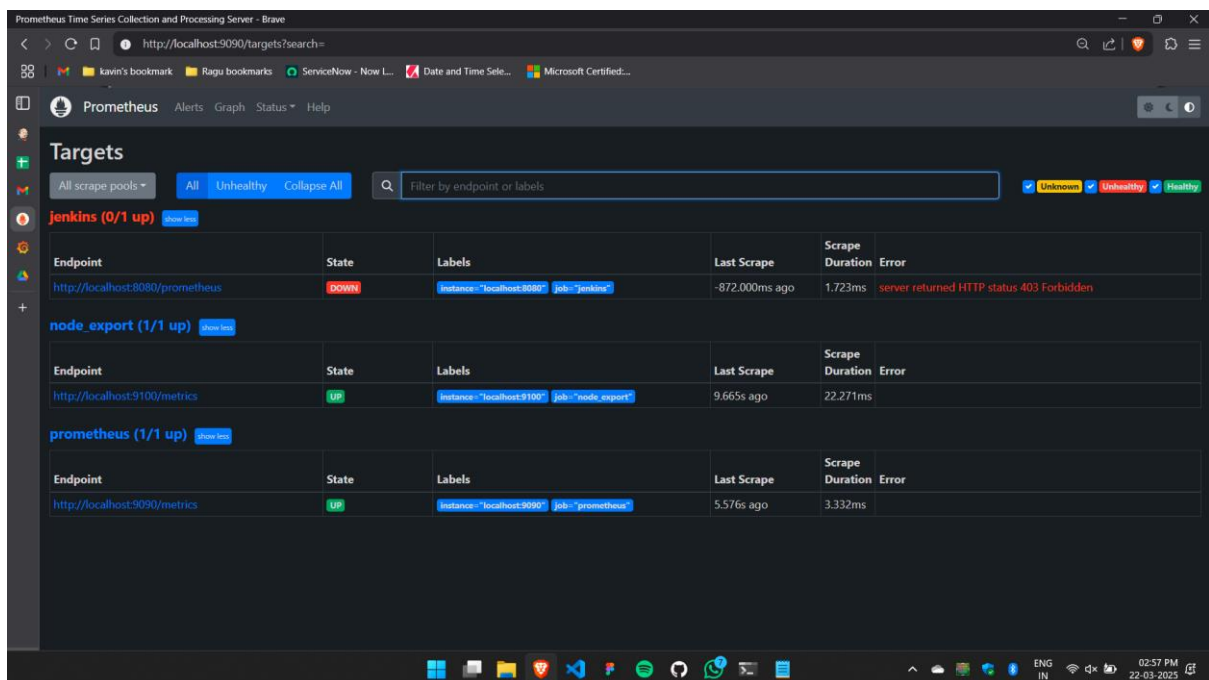 Prometheus Time Series Collection and Processing Server - Brave
http://localhost:9090/targets?search=
kavin's bookmark Ragu bookmarks ServiceNow - Now L... Date and Time Sele... Microsoft Certified:...
Prometheus Alerts Graph Status Help
Targets
All scrape pools All Unhealthy Collapse All Filter by endpoint or labels Unknown Unhealthy Healthy
jenkins (0/1 up) show less
Endpoint State Labels Last Scrape Scrape Duration Error
http://localhost:8080/prometheus DOWN instance="localhost:8080" job="jenkins" -872.000ms ago 1.723ms server returned HTTP status 403 Forbidden
node_export (1/1 up) show less
Endpoint State Labels Last Scrape Scrape Duration Error
http://localhost:9100/metrics UP instance="localhost:9100" job="node_export" 9.665s ago 22.271ms
prometheus (1/1 up) show less
Endpoint State Labels Last Scrape Scrape Duration Error
http://localhost:9090/metrics UP instance="localhost:9090" job="prometheus" 5.576s ago 3.332ms
ENG 02:57 PM
IN 22-03-2025